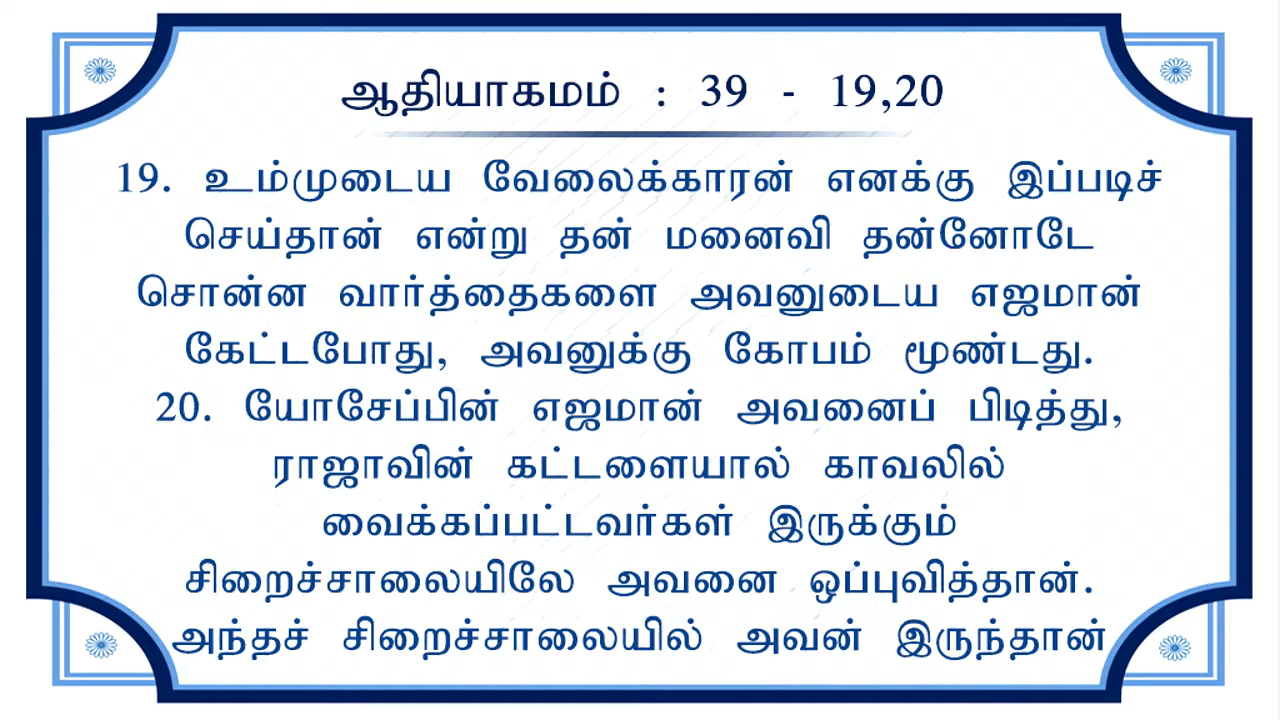 ஆதியாகமம் : 39 - 19,20
19. உம்முடைய வேலைக்காரன் எனக்கு இப்படிச்
செய்தான் என்று தன் மனைவி தன்னோடே
சொன்ன வார்த்தைகளை அவனுடைய எஜமான்
கேட்டபோது, அவனுக்கு கோபம் மூண்டது.
20. யோசேப்பின் எஜமான் அவனைப் பிடித்து,
ராஜாவின் கட்டளையால் காவலில்
வைக்கப்பட்டவர்கள் இருக்கும்
சிறைச்சாலையிலே அவனை ஒப்புவித்தான்.
அந்தச் சிறைச்சாலையில் அவன் இருந்தான்